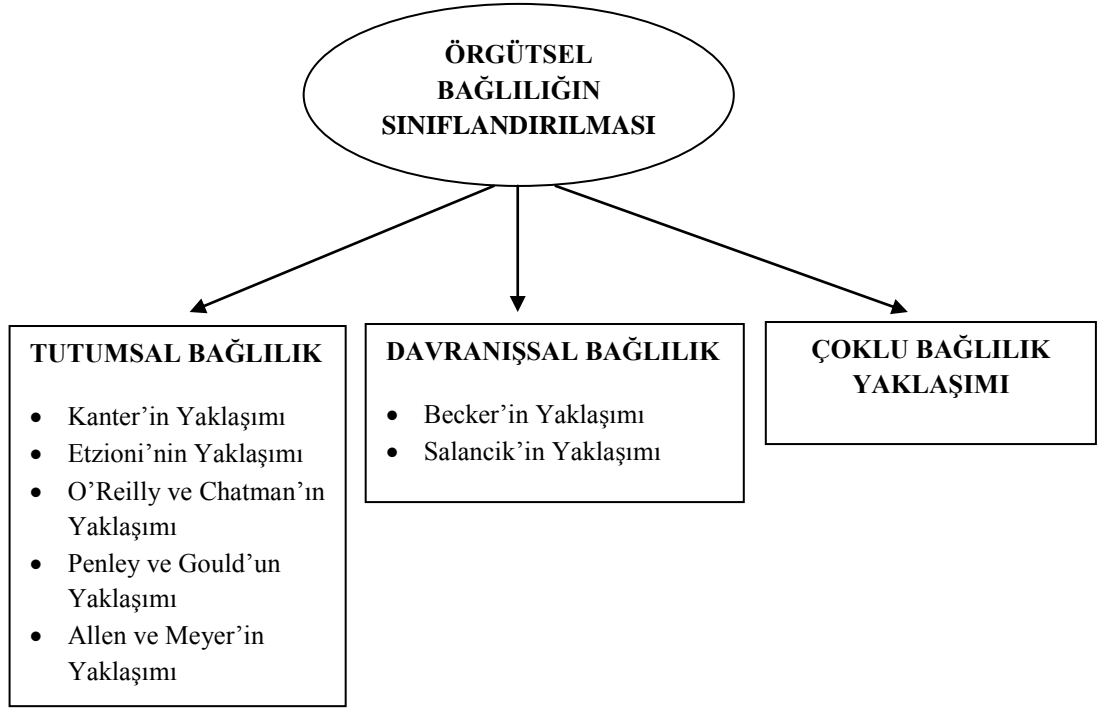 ÖRGÜTSEL
BAĞLILIĞIN
SINIFLANDIRILMASI
TUTUMSAL BAĞLILIK
• Kanter’in Yaklaşımı
• Etzioni’nin Yaklaşımı
• O’Reilly ve Chatman’ın
Yaklaşımı
• Penley ve Gould’un
Yaklaşımı
• Allen ve Meyer’in
Yaklaşımı
DAVRANIŞSAL BAĞLILIK
• Becker’in Yaklaşımı
• Salancik’in Yaklaşımı
ÇOKLU BAĞLILIK
YAKLAŞIMI